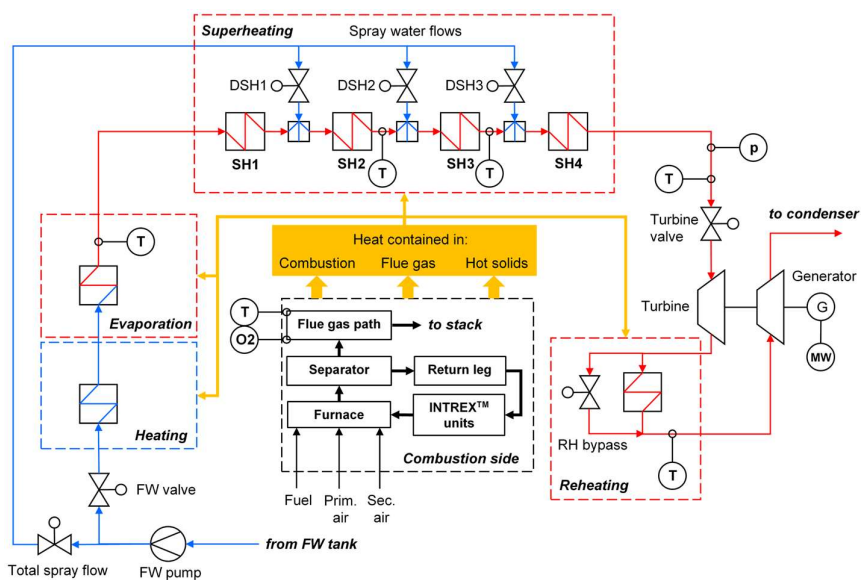 Superheating
Spray water flows
DSH1
DSH2
DSH3
SH1
SH2
SH3
SH4
T
T
p
T
Turbine
valve
to condenser
T
Evaporation
Heat contained in:
Combustion
Flue gas
Hot solids
Generator
Turbine
G
MW
T
O2
Flue gas path
to stack
Separator
Return leg
Furnace
INTREX™
units
Combustion side
Heating
RH bypass
T
Reheating
FW valve
Fuel
Prim.
air
Sec.
air
from FW tank
Total spray flow
FW pump